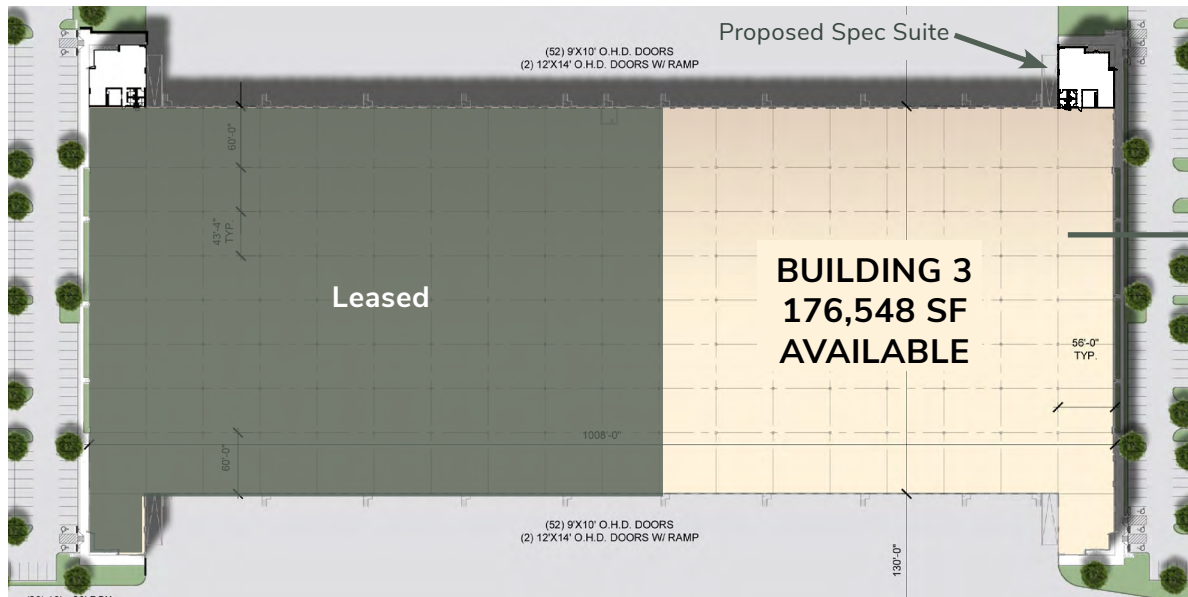 Proposed Spec Suite
(52) 9'X10' O.H.D. DOORS
(2) 12'X14' O.H.D. DOORS W/ RAMP
60'-0"
43'-4"
TYP.
Leased
BUILDING 3
176,548 SF
AVAILABLE
56'-0"
TYP.
1008'-0"
60'-0"
(52) 9'X10' O.H.D. DOORS
(2) 12'X14' O.H.D. DOORS W/ RAMP
130'-0"